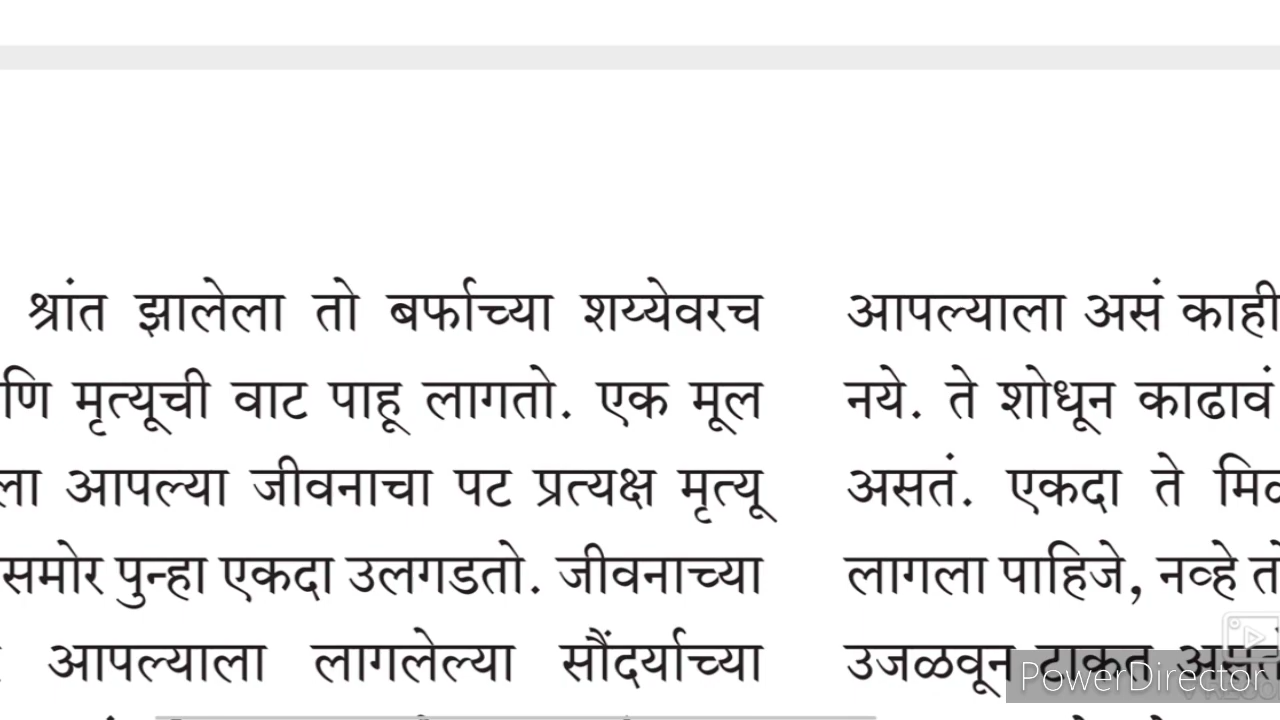 श्रांत झालेला तो बर्फाच्या शय्येवरच
मृत्यूची वाट पाहू लागतो. एक मूल
आपल्या जीवनाचा पट प्रत्यक्ष मृत्यू
समोर पुन्हा एकदा उलगडतो. जीवनाच्या
आपल्याला लागलेल्या सौंदर्याच्या
आपल्याला असं काही
नये. ते शोधून काढावं
असतं. एकदा ते
लागला पाहिजे, नव्हे
उजळवून टाकत
PowerDirector